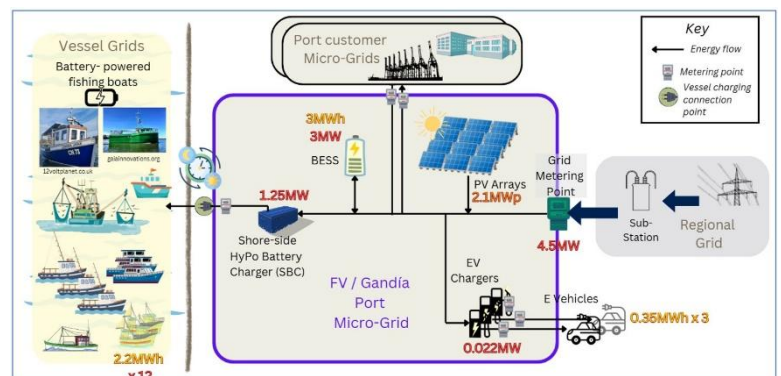 Vessel Grids
Battery- powered
fishing boats
12voltplanet.co.uk
gaiainnovations.org
2.2MWh
x 12
Port customer
Micro-Grids
3MWh
3MW
BESS
PV Arrays
2.1MWp
1.25MW
Shore-side
HyPo Battery
Charger (SBC)
FV / Gandía
Port
Micro-Grid
EV
Chargers
0.022MW
E Vehicles
0.35MWh x 3
Grid
Metering
Point
4.5MW
Sub-
Station
Regional
Grid
Key
Energy flow
Metering point
Vessel charging
connection
point